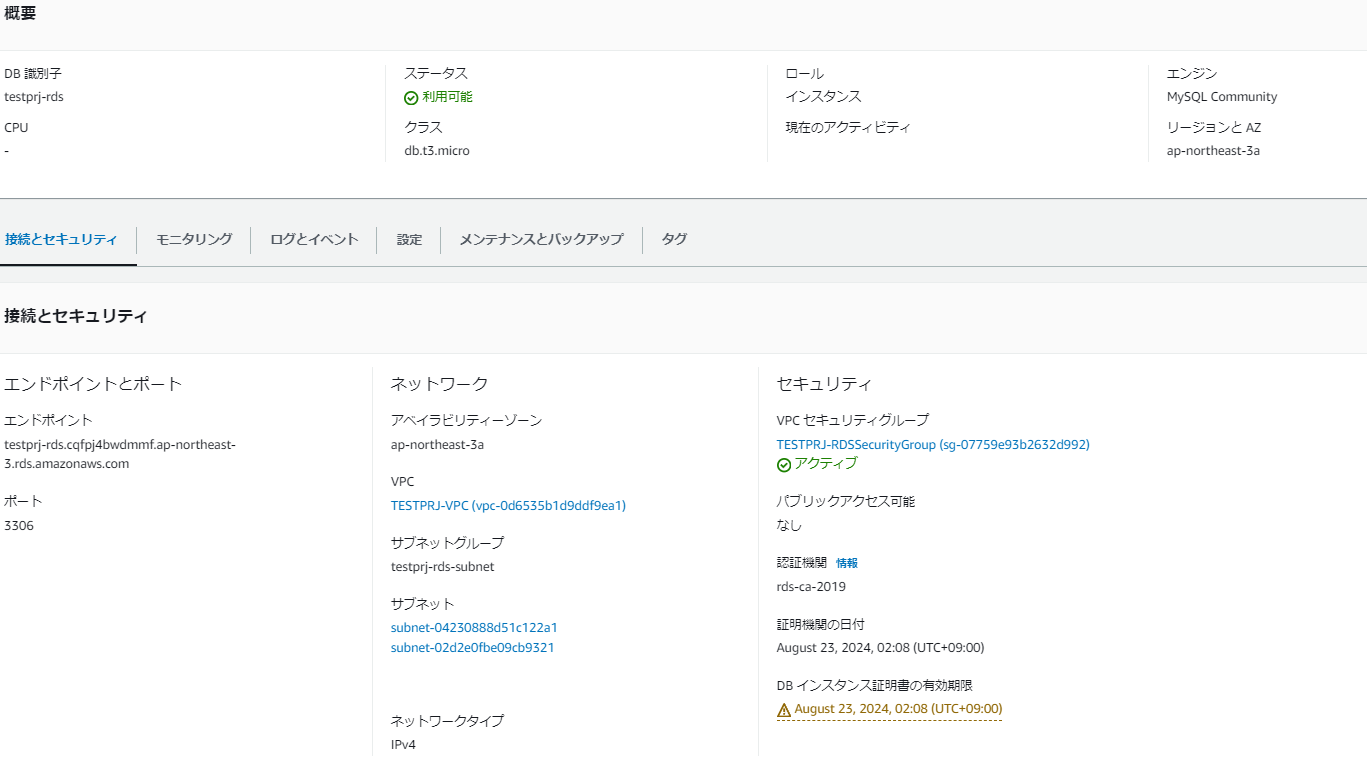 概要
DB 識別子
testprj-rds
CPU
-
ステータス
利用可能
クラス
db.t3.micro
ロール
インスタンス
現在のアクティビティ
エンジン
MySQL Community
リージョンと AZ
ap-northeast-3a
接続とセキュリティ
モニタリング
ログとイベント
設定
メンテナンスとバックアップ
タグ
接続とセキュリティ
エンドポイントとポート
エンドポイント
testprj-rds.cqfpj4bwdmmf.ap-northeast-
3.rds.amazonaws.com
ポート
3306
ネットワーク
アベイラビリティーゾーン
ap-northeast-3a
VPC
TESTPRJ-VPC (vpc-0d6535b1d9ddf9ea1)
サブネットグループ
testprj-rds-subnet
サブネット
subnet-04230888d51c122a1
subnet-02d2e0fbe09cb9321
ネットワークタイプ
IPv4
セキュリティ
VPC セキュリティグループ
TESTPRJ-RDSSecurityGroup (sg-07759e93b2632d992)
アクティブ
パブリックアクセス可能
なし
認証機関 情報
rds-ca-2019
証明機関の日付
August 23, 2024, 02:08 (UTC+09:00)
DB インスタンス証明書の有効期限
August 23, 2024, 02:08 (UTC+09:00)